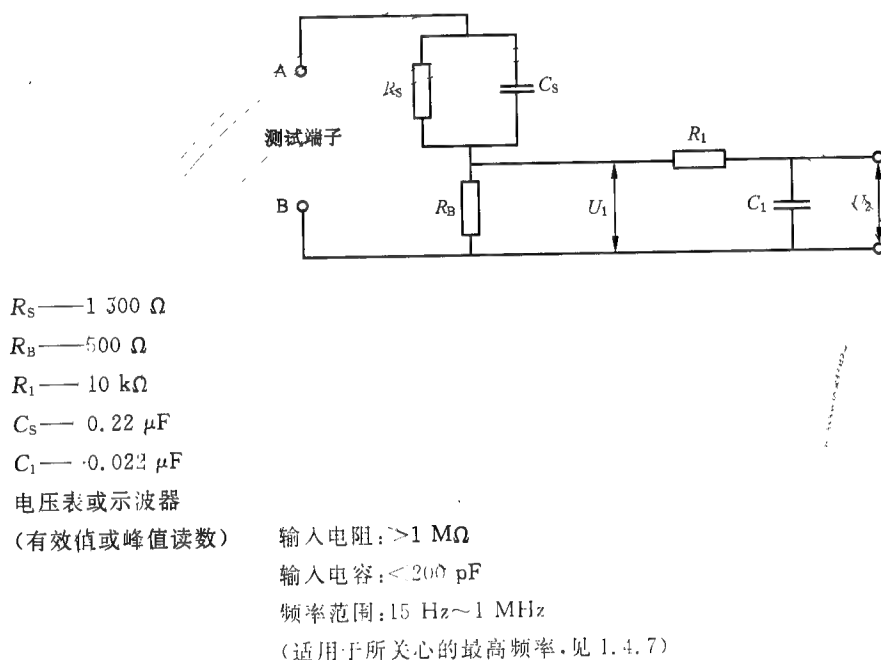 A
R_S
C_S
测试端子
R_1
B
R_B
U_1
C_1
U_2
R_S——1 300 Ω
R_B——500 Ω
R_1—— 10 kΩ
C_S—— 0.22 μF
C_1—— 0.022 μF
电压表或示波器
(有效值或峰值读数) 输入电阻:>1 MΩ
输入电容:<200 pF
频率范围:15 Hz~1 MHz
(适用于所关心的最高频率,见 1.4.7)